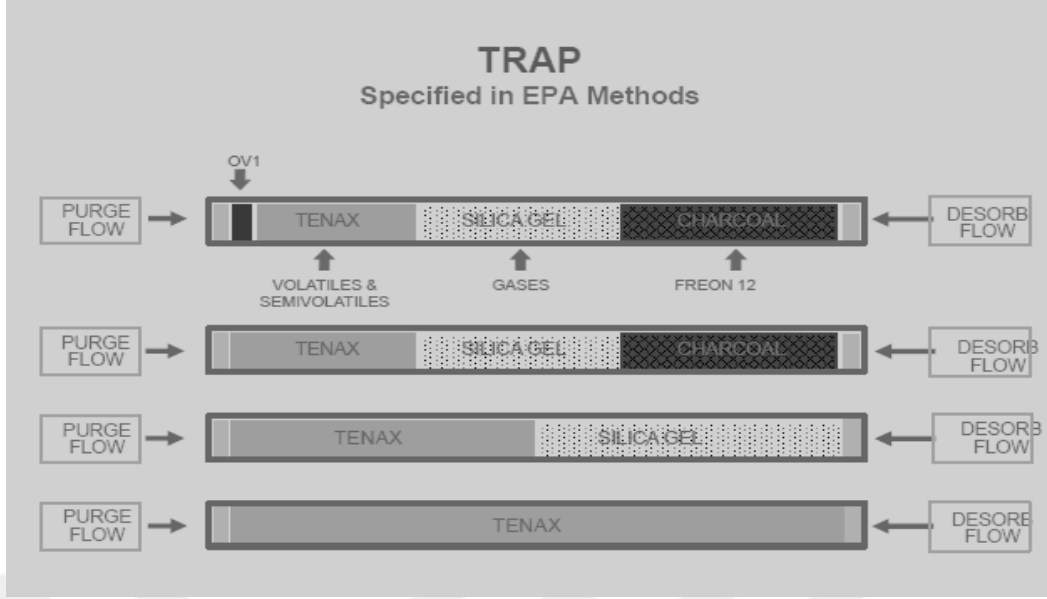 TRAP
Specified in EPA Methods
OV1
PURGE
FLOW
TENAX
SILICA GEL
CHARCOAL
DESORB
FLOW
VOLATILES &
SEMIVOLATILES
GASES
FREON 12
PURGE
FLOW
TENAX
SILICA GEL
CHARCOAL
DESORB
FLOW
PURGE
FLOW
TENAX
SILICA GEL
DESORB
FLOW
PURGE
FLOW
TENAX
DESORB
FLOW